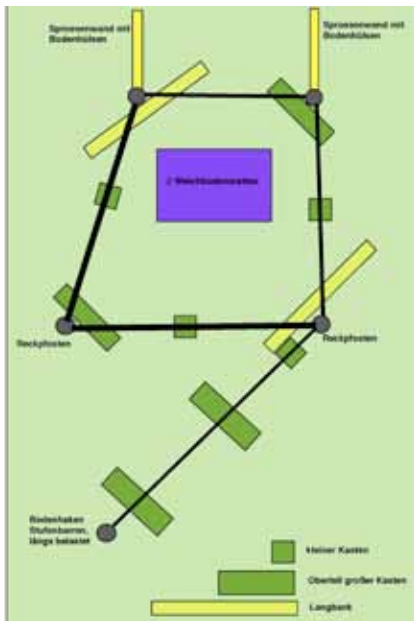 Sprossenwand mit
Bodenhülsen
Sprossenwand mit
Bodenhülsen
2 Weichbodenmatten
Reckpfosten
Reckpfosten
Bodenhaken
Stufenbarren,
längs belastet
kleiner Kasten
Oberteil großer Kasten
Langbank